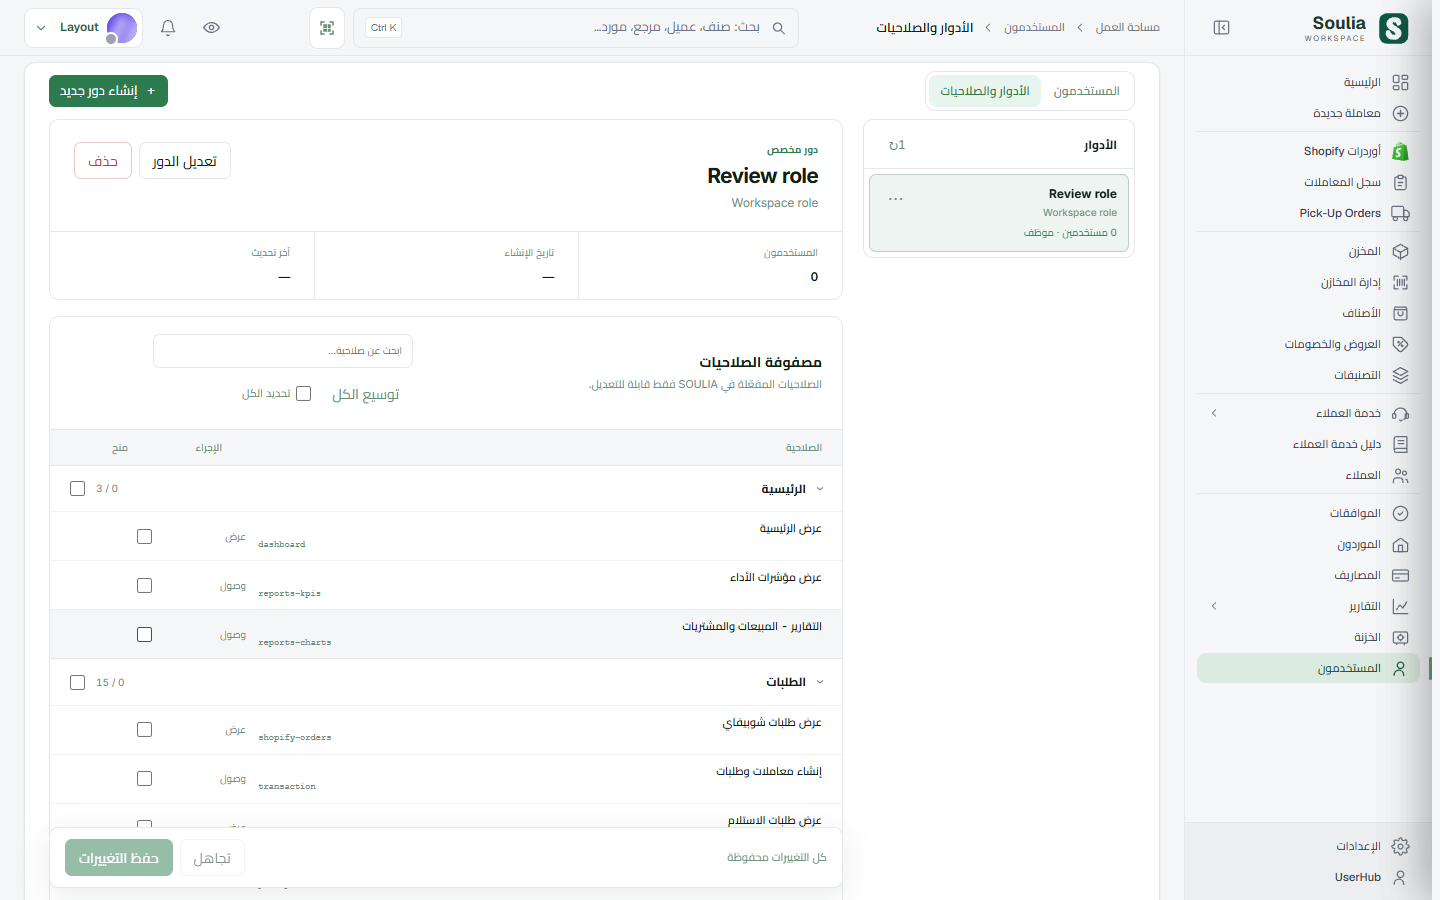 Soulia
WORKSPACE
مساحة العمل
المستخدمون
الأدوار والصلاحيات
بحث: صنف، عميل، مرجع، مورد...
Ctrl K
Layout
الرئيسية
معاملة جديدة
أوردرات Shopify
سجل المعاملات
Pick-Up Orders
المخزن
إدارة المخازن
الأصناف
العروض والخصومات
التصنيفات
خدمة العملاء
دليل خدمة العملاء
العملاء
الموافقات
الموردون
المصاريف
التقارير
الخزنة
المستخدمون
الإعدادات
UserHub
المستخدمون
الأدوار والصلاحيات
+ إنشاء دور جديد
الأدوار
1↻
Review role
...
Workspace role
0 مستخدمين · موظف
دور مخصص
Review role
Workspace role
تعديل الدور
حذف
المستخدمون
0
تاريخ الإنشاء
—
آخر تحديث
—
مصفوفة الصلاحيات
الصلاحيات المفعّلة في SOULIA فقط قابلة للتعديل.
ابحث عن صلاحية...
توسيع الكل
تحديد الكل
الصلاحية
الإجراء
منح
الرئيسية
3 / 0
عرض الرئيسية
dashboard
عرض
عرض مؤشرات الأداء
reports-kpis
وصول
التقارير - المبيعات والمشتريات
reports-charts
وصول
الطلبات
15 / 0
عرض طلبات شوبيفاي
shopify-orders
عرض
إنشاء معاملات وطلبات
transaction
وصول
عرض طلبات الاستلام
كل التغييرات محفوظة
تجاهل
حفظ التغييرات